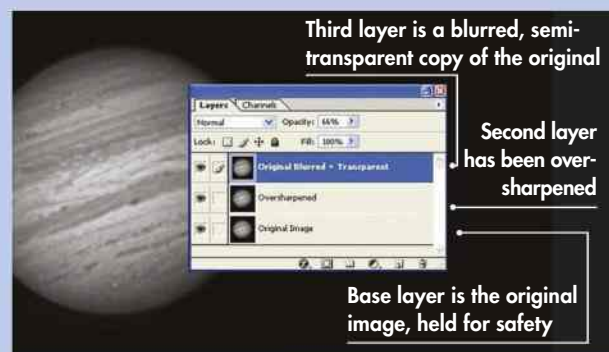 Third layer is a blurred, semi-
transparent copy of the original
Layers Channels
Normal Opacity: 66%
Lock: Fill: 100%
Original Blurred + Transparent
Oversharpened
Original Image
Second layer
has been over-
sharpened
Base layer is the original
image, held for safety